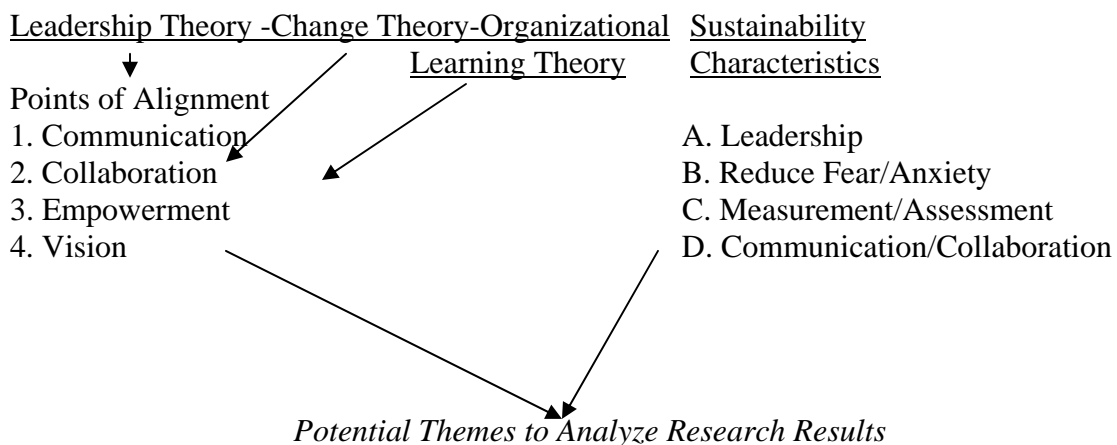 Leadership Theory -Change Theory-Organizational Sustainability
Learning Theory Characteristics
Points of Alignment
1. Communication A. Leadership
2. Collaboration B. Reduce Fear/Anxiety
3. Empowerment C. Measurement/Assessment
4. Vision D. Communication/Collaboration
Potential Themes to Analyze Research Results